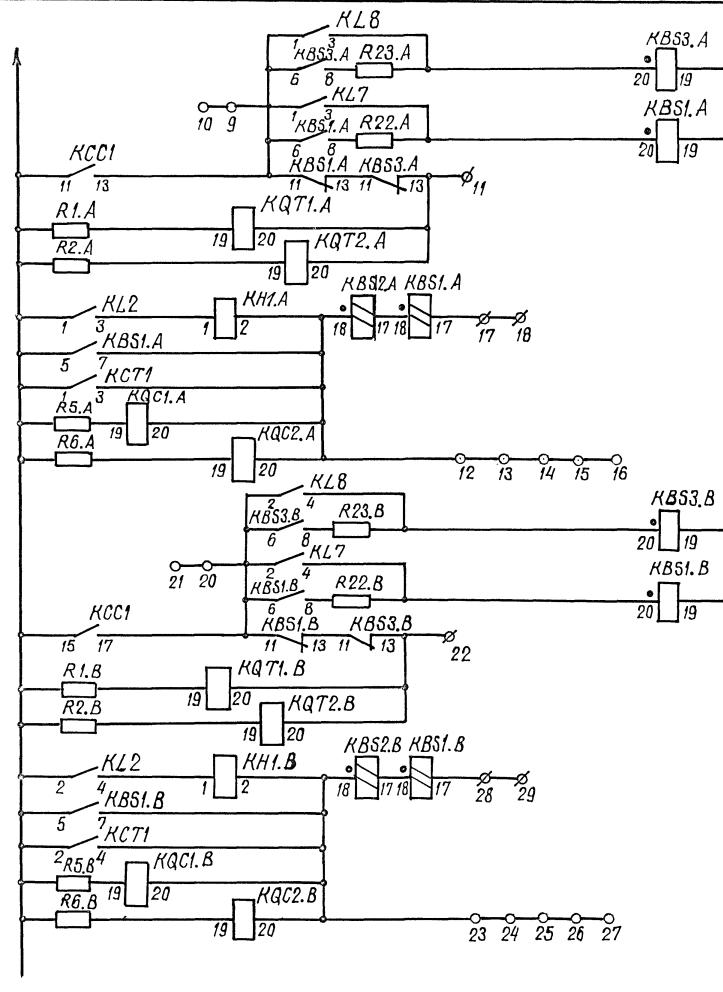 KL8
1 3
KBS3.A R23.A KBS3.A
6 8 20 19
KL7
10 9 1 3
KBS1.A R22.A KBS1.A
6 8 20 19
KCC1 KBS1.A KBS3.A
11 13 11 13 11 13 11
R1.A KQT1.A
19 20
R2.A KQT2.A
19 20
KL2 KH1.A KBS2.A KBS1.A
1 3 1 2 18 17 18 17 17 18
KBS1.A
5 7
KCT1
1 3
R5.A KQC1.A
19 20
R6.A KQC2.A
19 20 12 13 14 15 16
KL8
2 4
KBS3.B R23.B KBS3.B
6 8 20 19
KL7
21 20 2 4
KBS1.B R22.B KBS1.B
6 8 20 19
KCC1 KBS1.B KBS3.B
15 17 11 13 11 13 22
R1.B KQT1.B
19 20
R2.B KQT2.B
19 20
KL2 KH1.B KBS2.B KBS1.B
2 4 1 2 18 17 18 17 28 29
KBS1.B
5 7
KCT1
2 4
R5.B KQC1.B
19 20
R6.B KQC2.B
19 20 23 24 25 26 27